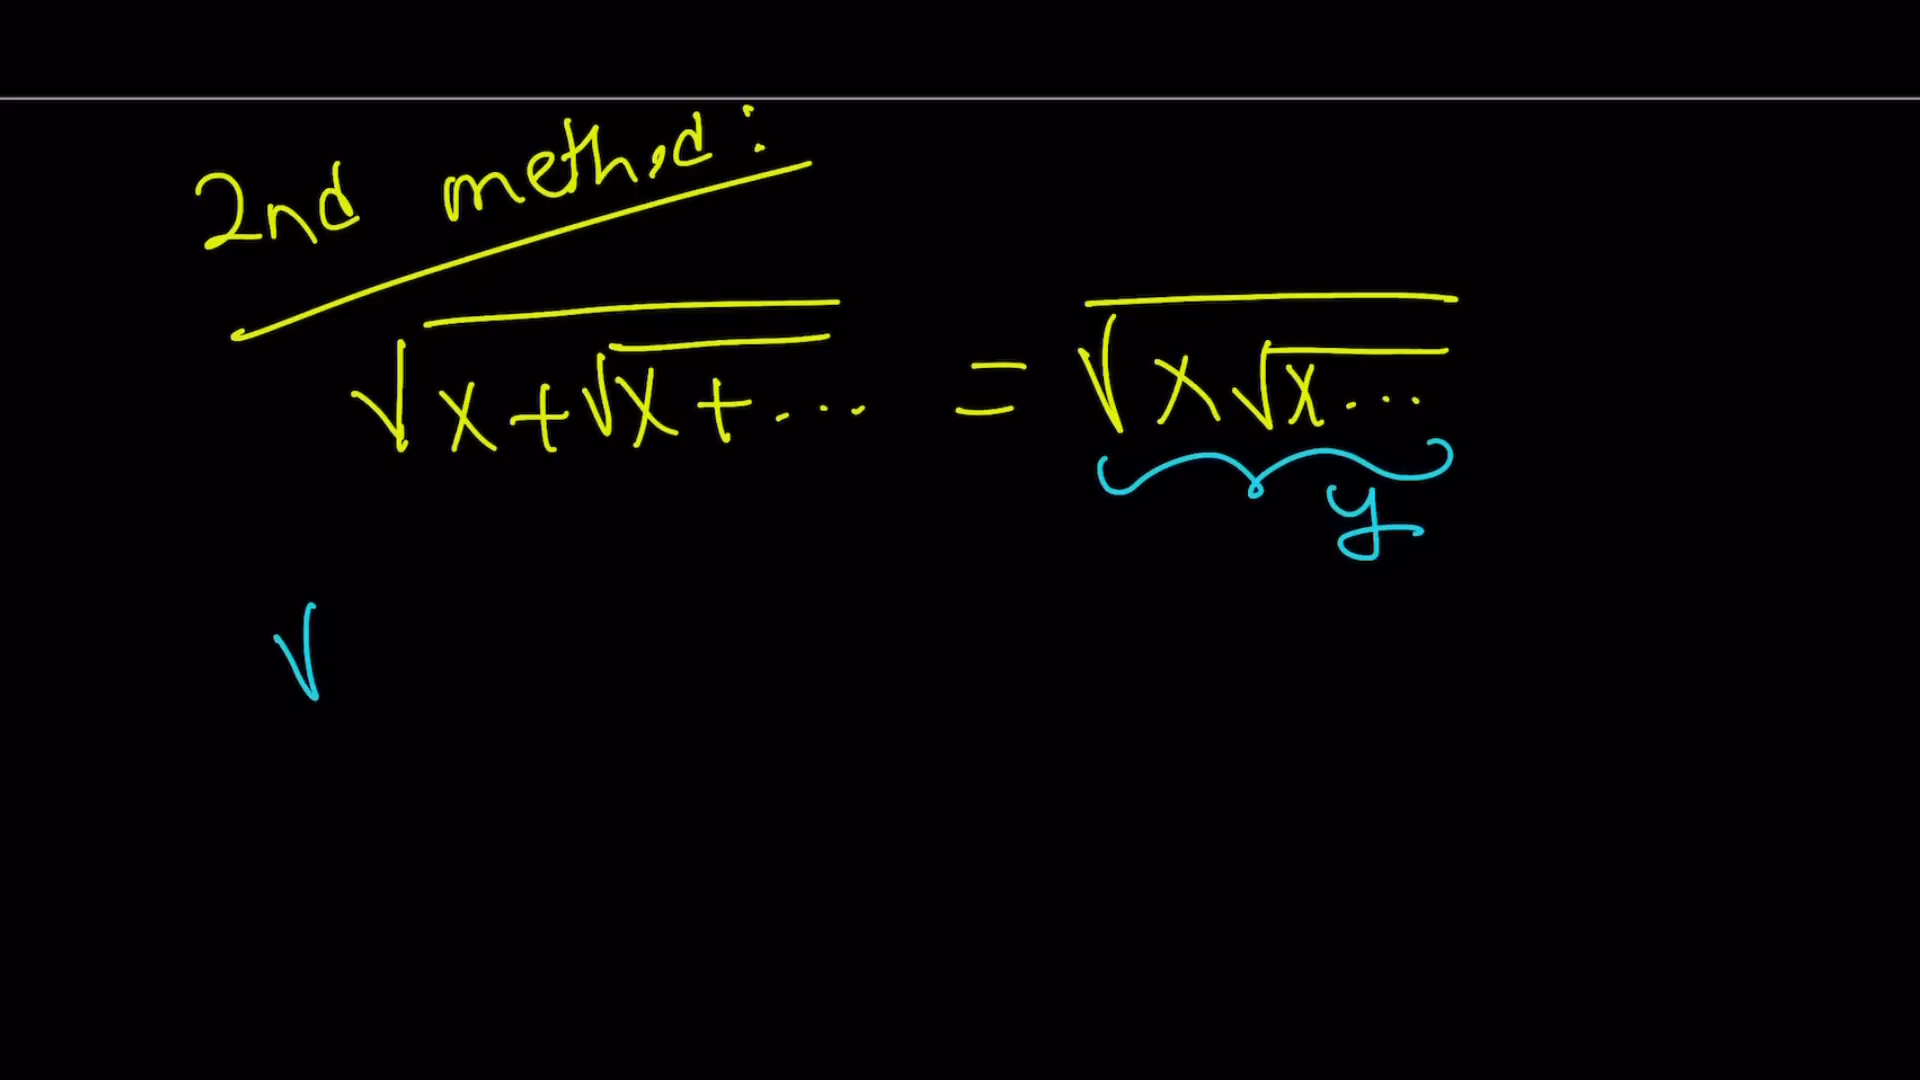 2nd method:
√x+√x+... = √x√x...
y
√